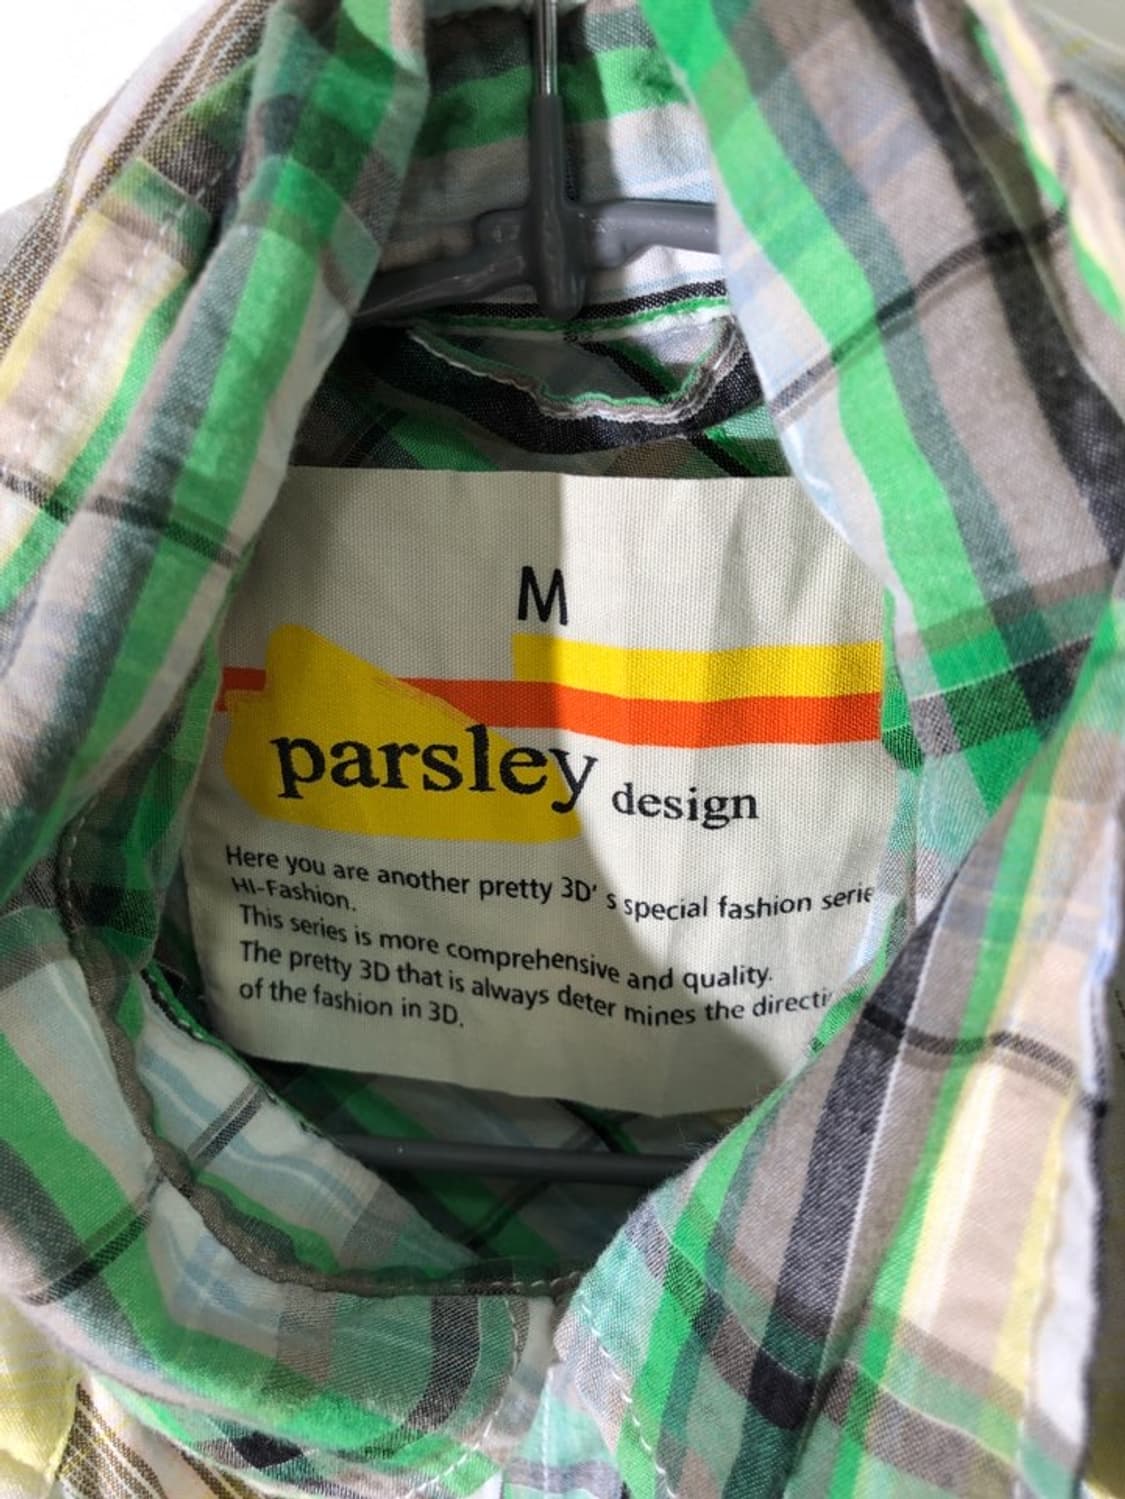 M
parsley design
Here you are another pretty 3D' s special fashion serie
HI-Fashion.
This series is more comprehensive and quality.
The pretty 3D that is always deter mines the directi
of the fashion in 3D.